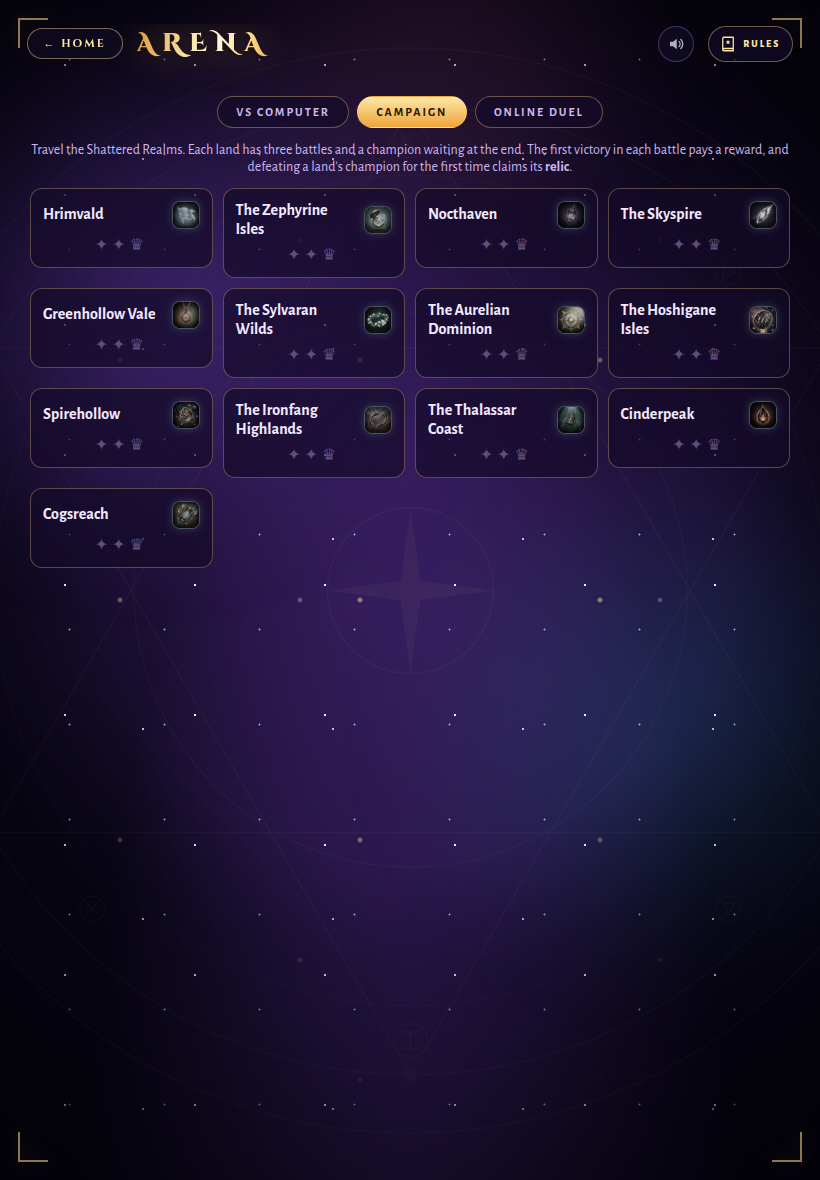 ← HOME
ARENA
RULES
VS COMPUTER
CAMPAIGN
ONLINE DUEL
Travel the Shattered Realms. Each land has three battles and a champion waiting at the end. The first victory in each battle pays a reward, and
defeating a land's champion for the first time claims its relic.
Hrimvald
The Zephyrine
Isles
Nocthaven
The Skyspire
Greenhollow Vale
The Sylvaran
Wilds
The Aurelian
Dominion
The Hoshigane
Isles
Spirehollow
The Ironfang
Highlands
The Thalassar
Coast
Cinderpeak
Cogsreach